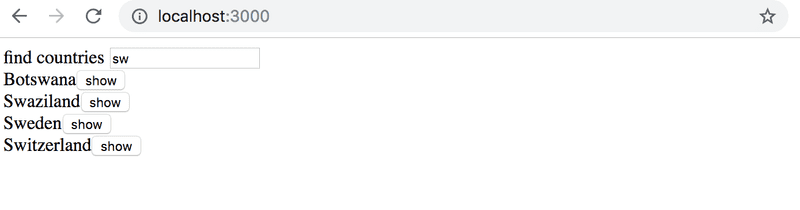 localhost:3000
find countries sw
Botswana show
Swaziland show
Sweden show
Switzerland show